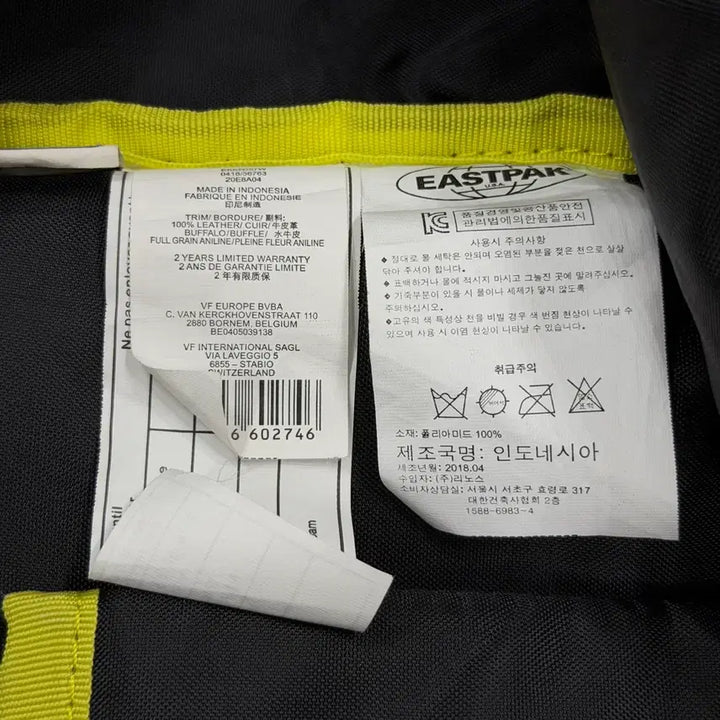 0418/36763
20E8A04
MADE IN INDONESIA
FABRIQUE EN INDONESIE
印尼制造
TRIM/ BORDURE/ 副料:
100% LEATHER/ CUIR/ 牛皮革
BUFFALO/BUFFLE/ 水牛皮
FULL GRAIN ANILINE/PLEINE FLEUR ANILINE
2 YEARS LIMITED WARRANTY
2 ANS DE GARANTIE LIMITE
2 年有限质保
VF EUROPE BVBA
C. VAN KERCKHOVENSTRAAT 110
2880 BORNEM, BELGIUM
BE0405039138
VF INTERNATIONAL SAGL
VIA LAVEGGIO 5
6855 – STABIO
SWITZERLAND
6 602746
Ne pas
EASTPAK
USA
품질경영및공산품안전
관리법에의한품질표시
사용시 주의사항
◆ 절대로 물 세탁은 안되며 오염된 부분을 젖은 천으로 살살
닦아 주셔야 합니다.
◆ 표백하거나 물에 적시지 마시고 그늘진 곳에 말려주십시오.
◆ 가죽부분이 있을 시 물이나 세제가 닿지 않도록
주의하십시오.
◆고유의 색 특성상 천을 비빌 경우 색 번짐 현상이 나타날 수
있으며 사용 시 이염 현상이 나타날 수 있습니다.
취급주의
소재: 폴리아미드 100%
제조국명: 인도네시아
제조년월: 2018.04
수입자: (주)리노스
소비자상담실: 서울시 서초구 효령로 317
대한건축사협회 2층
1588-6983~4